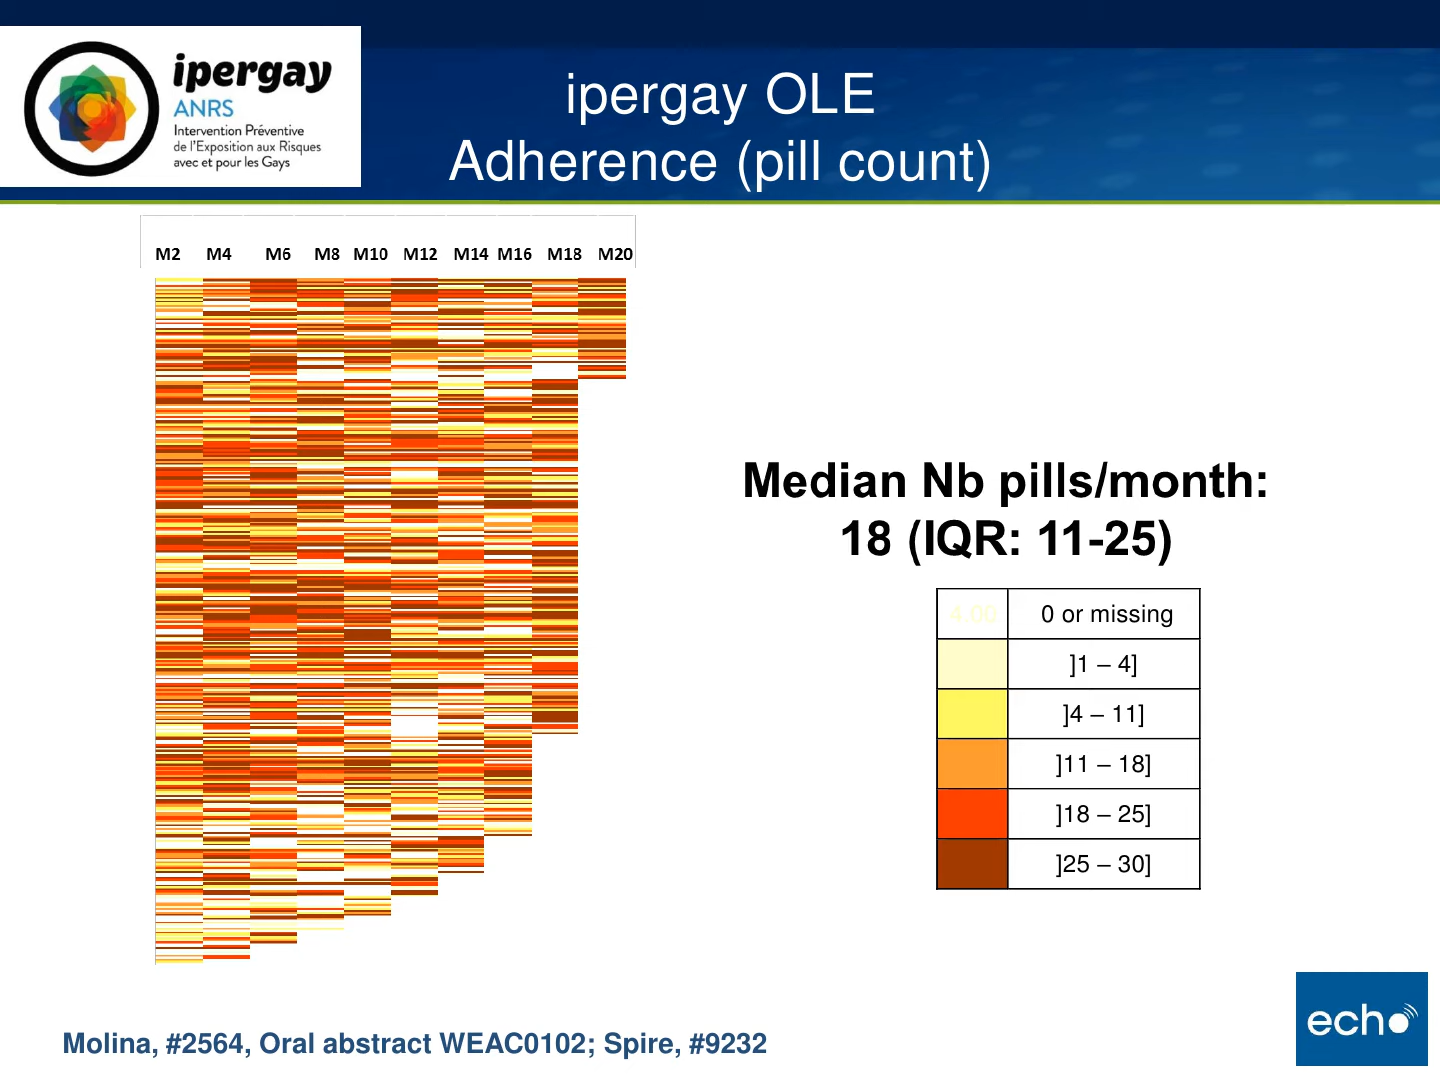 ipergay
ANRS
Intervention Préventive
de l'Exposition aux Risques
avec et pour les Gays
ipergay OLE
Adherence (pill count)
M2 M4 M6 M8 M10 M12 M14 M16 M18 M20
Median Nb pills/month:
18 (IQR: 11-25)
4.00 0 or missing
]1 – 4]
]4 – 11]
]11 – 18]
]18 – 25]
]25 – 30]
Molina, #2564, Oral abstract WEAC0102; Spire, #9232
echo